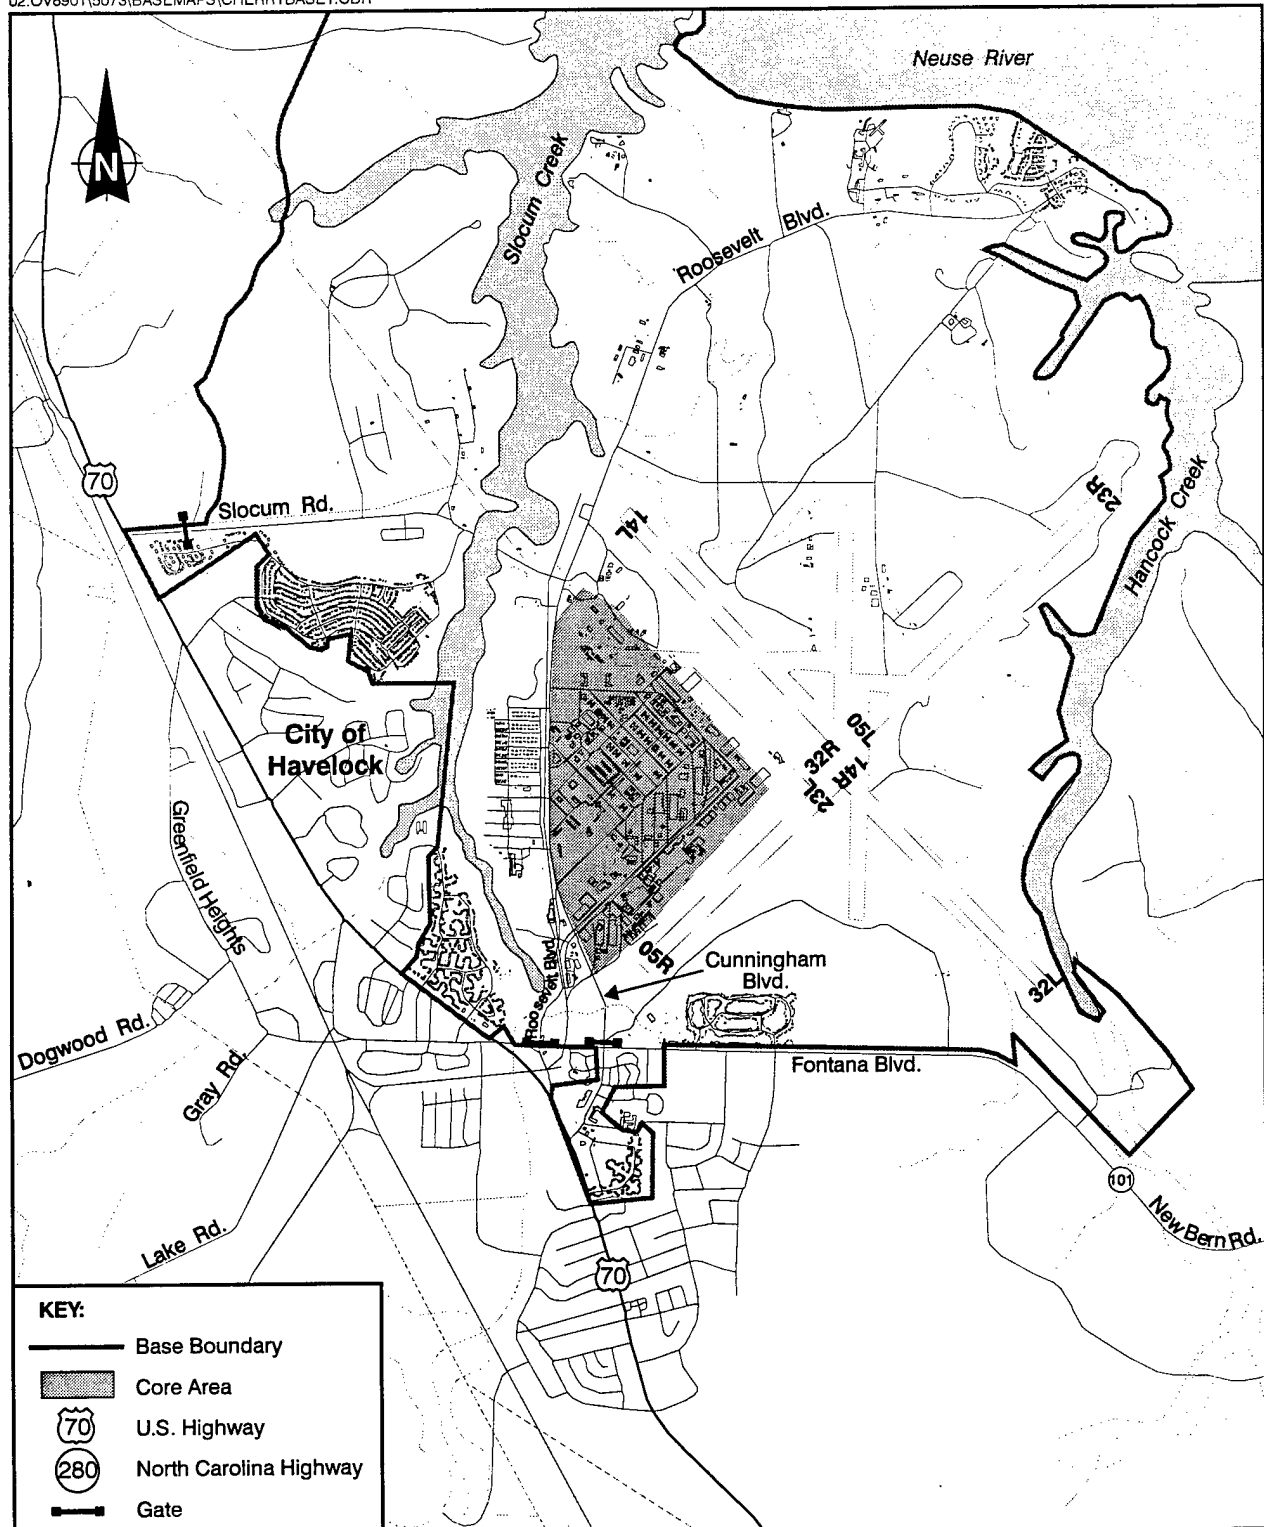 Neuse River
N
Slocum Creek
Roosevelt Blvd.
70
Slocum Rd.
14L
23R
Hancock Creek
City of
Havelock
05L
32R
14R
23L
Greenfield Heights
05R
Cunningham
Blvd.
Roosevelt Blvd
32L
Dogwood Rd.
Gray Rd.
Fontana Blvd.
101
New Bern Rd.
Lake Rd.
70
KEY:
Base Boundary
Core Area
70 U.S. Highway
280 North Carolina Highway
Gate